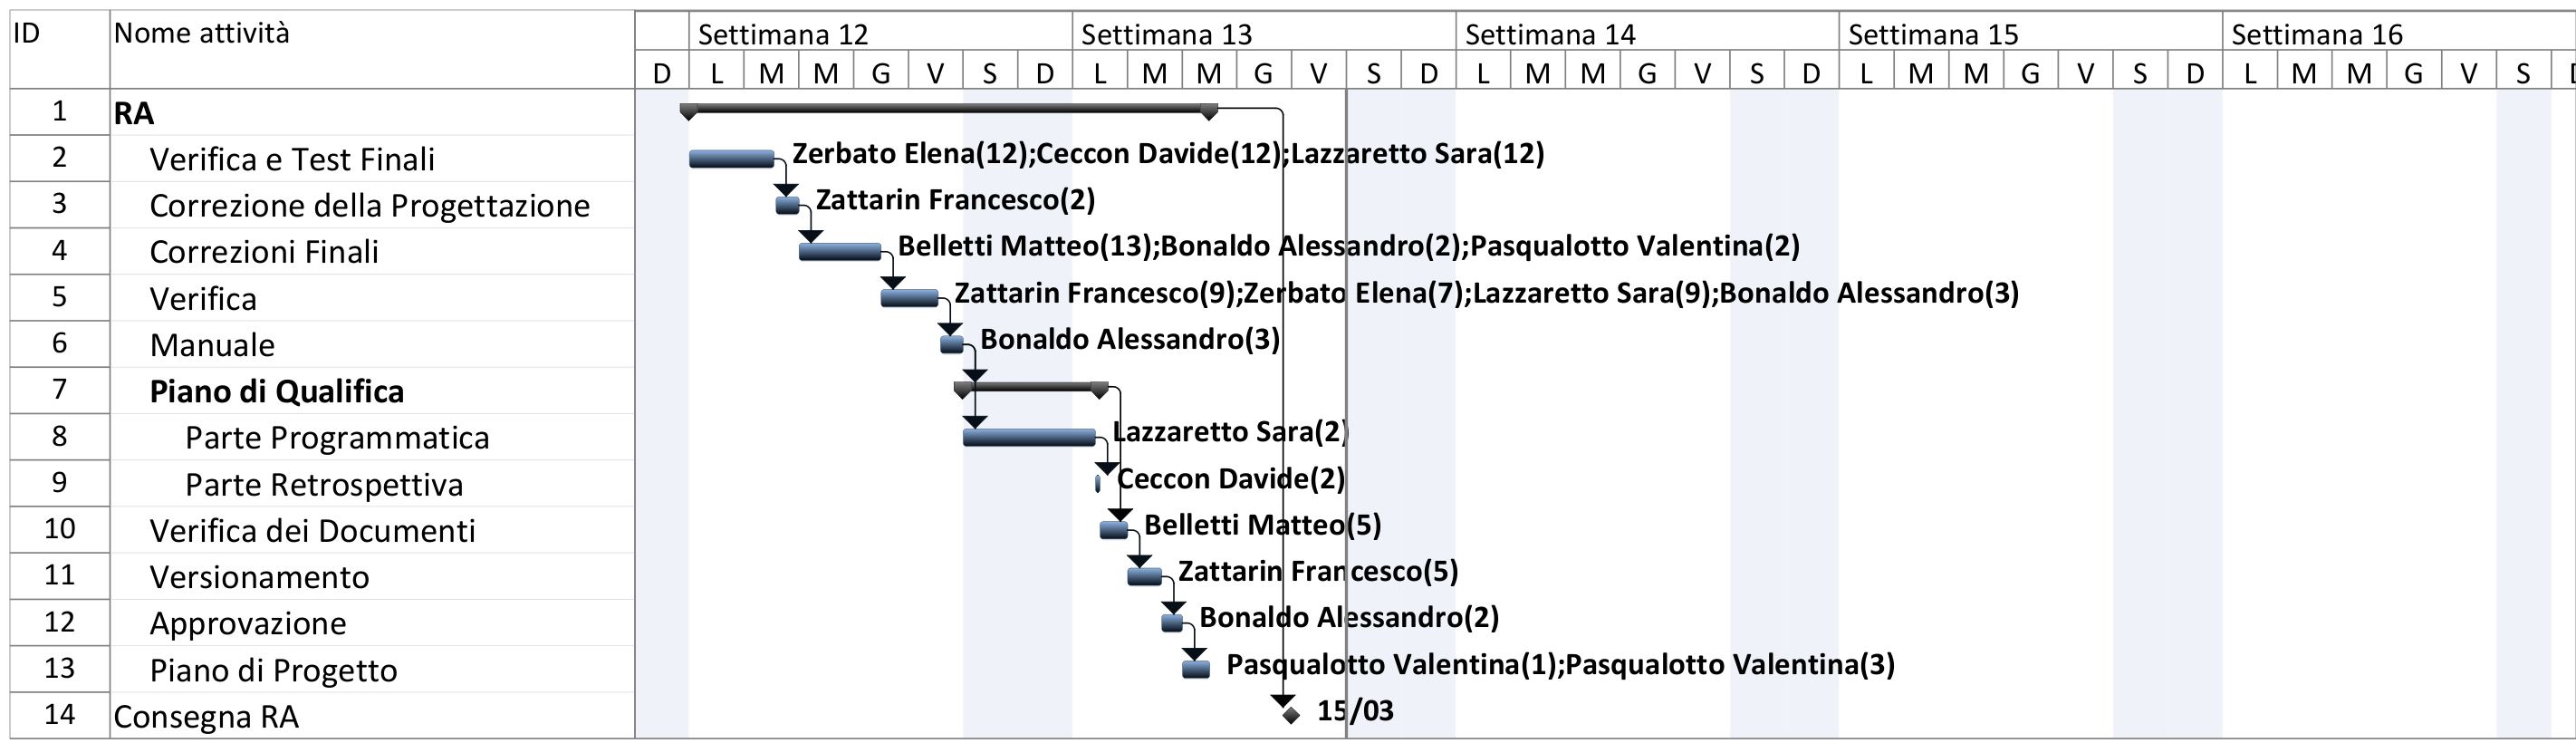 ID Nome attività Settimana 12 Settimana 13 Settimana 14 Settimana 15 Settimana 16
D L M M G V S D L M M G V S D L M M G V S D L M M G V S D L M M G V S D
1 RA
2 Verifica e Test Finali Zerbato Elena(12);Ceccon Davide(12);Lazzaretto Sara(12)
3 Correzione della Progettazione Zattarin Francesco(2)
4 Correzioni Finali Belletti Matteo(13);Bonaldo Alessandro(2);Pasqualotto Valentina(2)
5 Verifica Zattarin Francesco(9);Zerbato Elena(7);Lazzaretto Sara(9);Bonaldo Alessandro(3)
6 Manuale Bonaldo Alessandro(3)
7 Piano di Qualifica
8 Parte Programmatica Lazzaretto Sara(2)
9 Parte Retrospettiva Ceccon Davide(2)
10 Verifica dei Documenti Belletti Matteo(5)
11 Versionamento Zattarin Francesco(5)
12 Approvazione Bonaldo Alessandro(2)
13 Piano di Progetto Pasqualotto Valentina(1);Pasqualotto Valentina(3)
14 Consegna RA 15/03